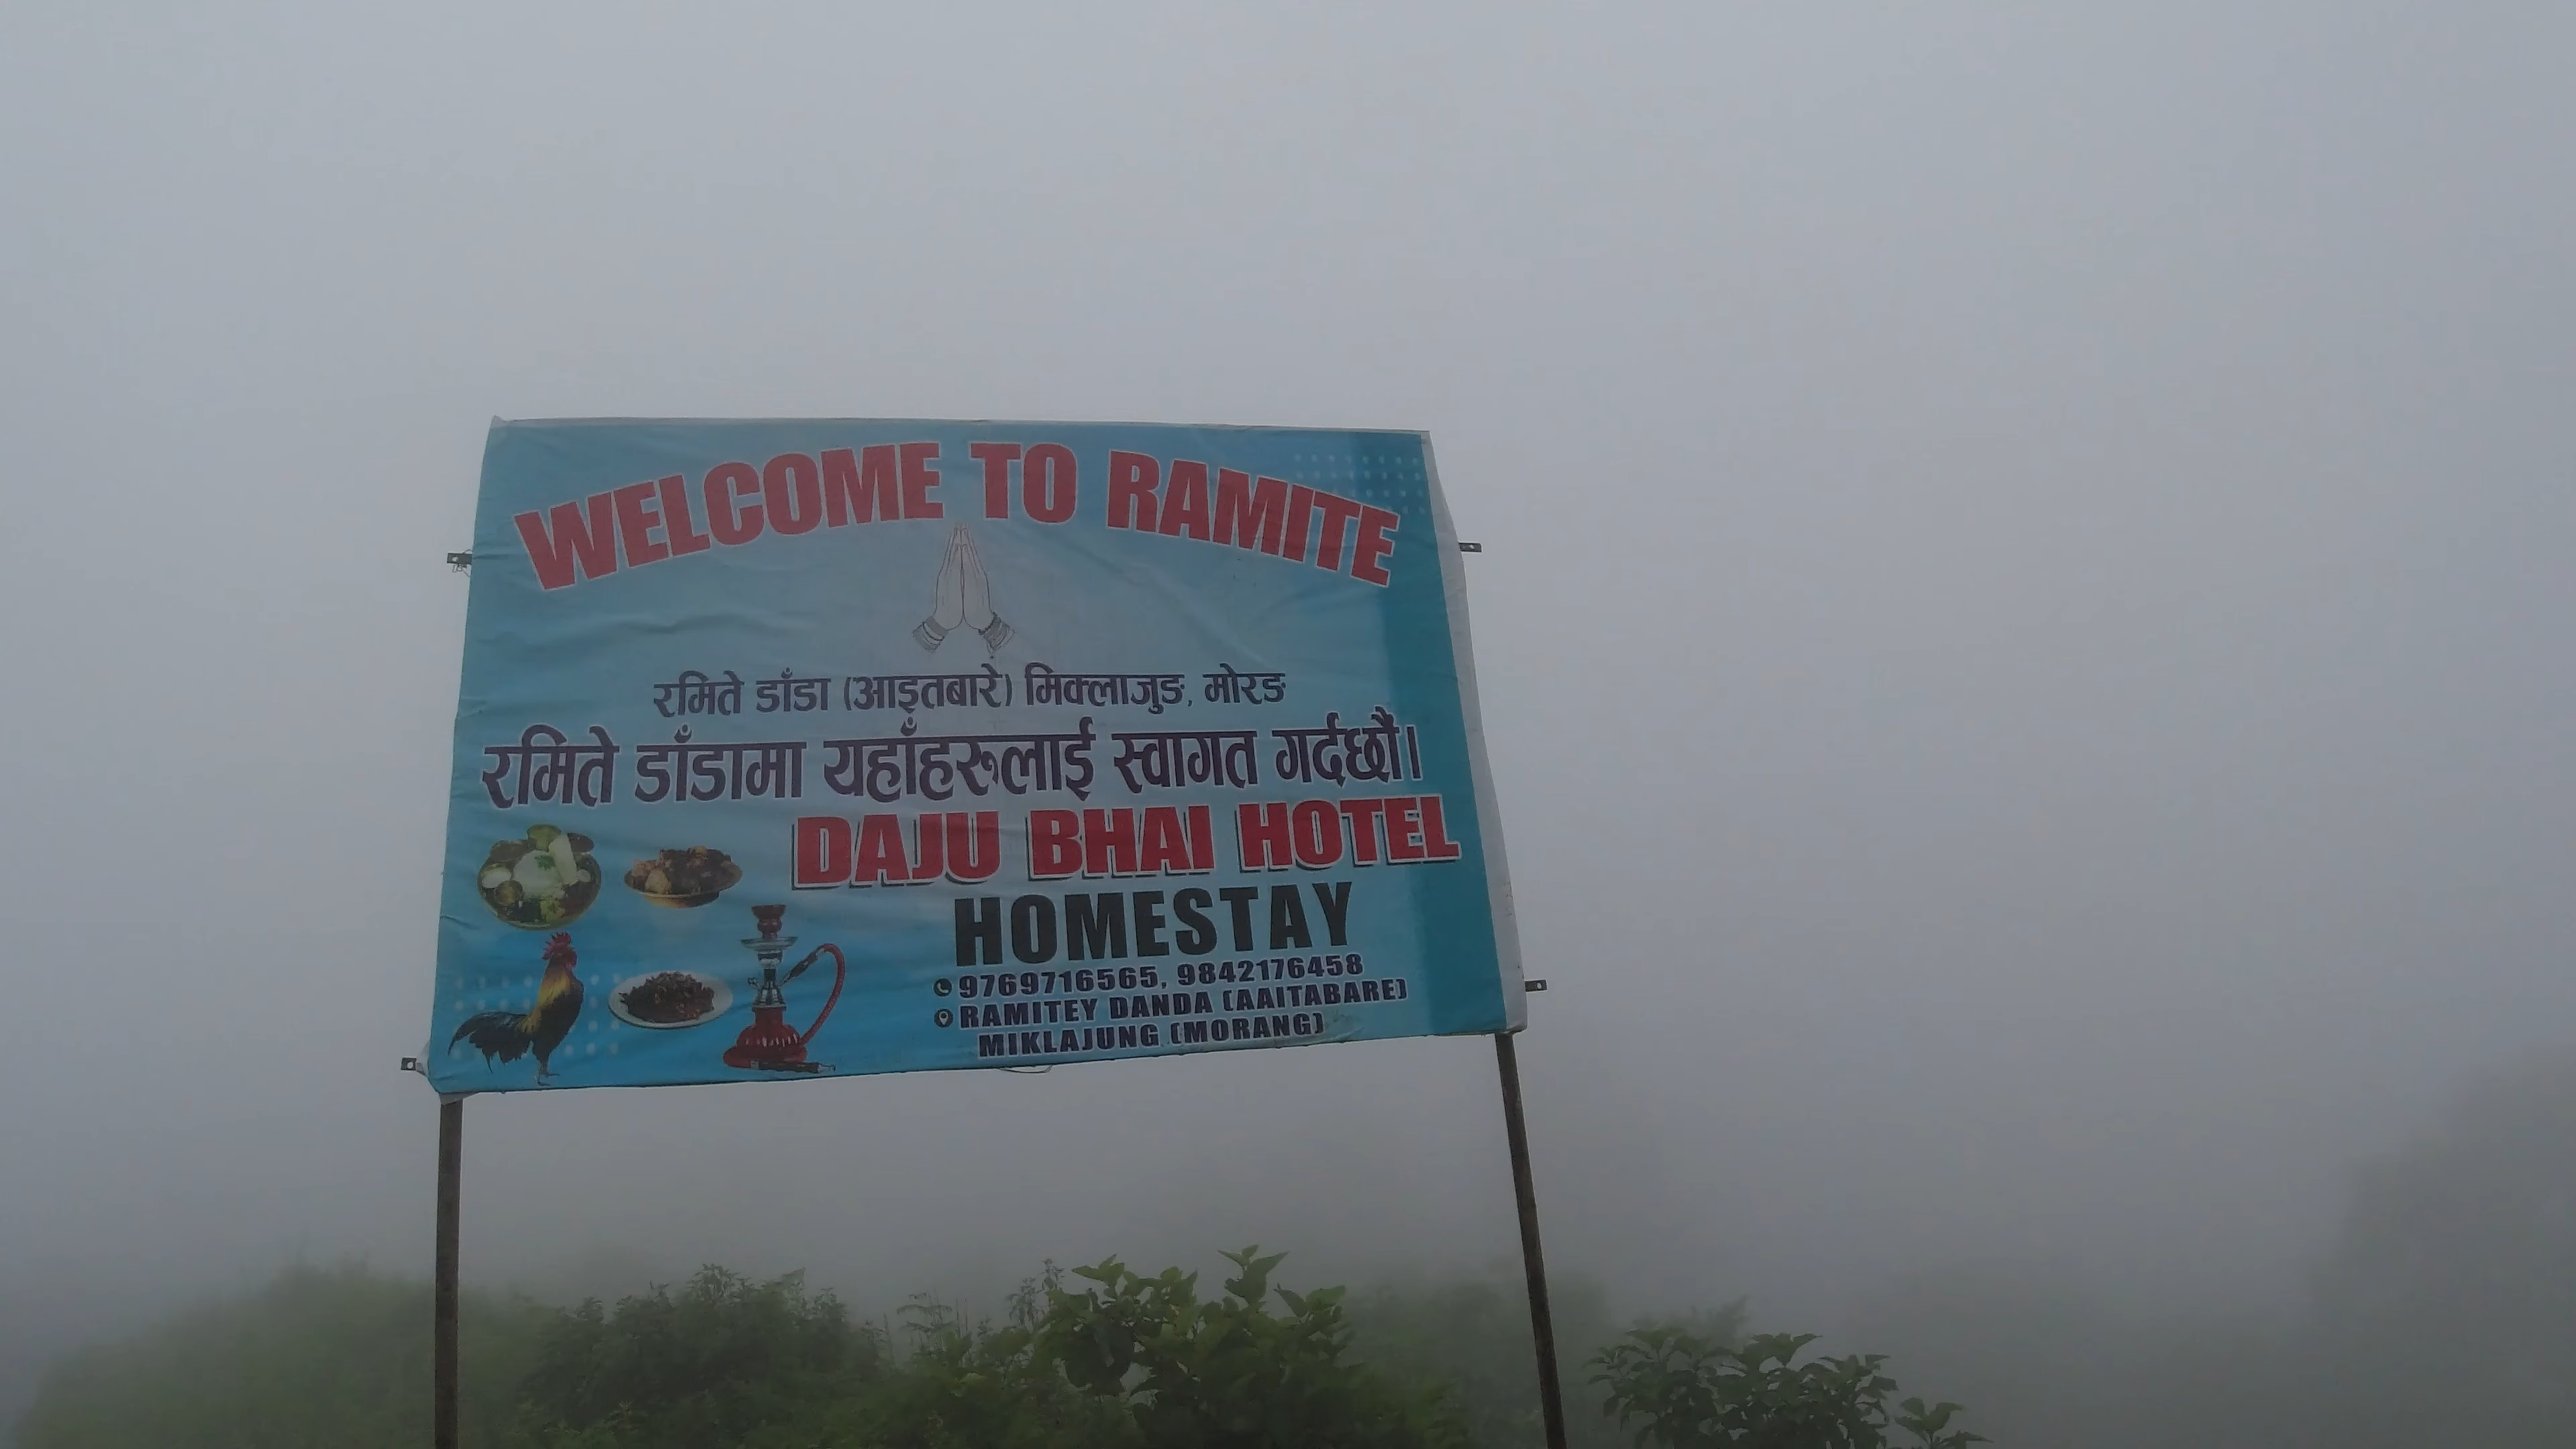 WELCOME TO RAMITE
रमिते डाँडा (आइतबारे) मिक्लाजुङ, मोरङ
रमिते डाँडामा यहाँहरूलाई स्वागत गर्दछौं।
DAJU BHAI HOTEL
HOMESTAY
9769716565, 9842176458
RAMITEY DANDA (AAITABARE)
MIKLAJUNG (MORANG)